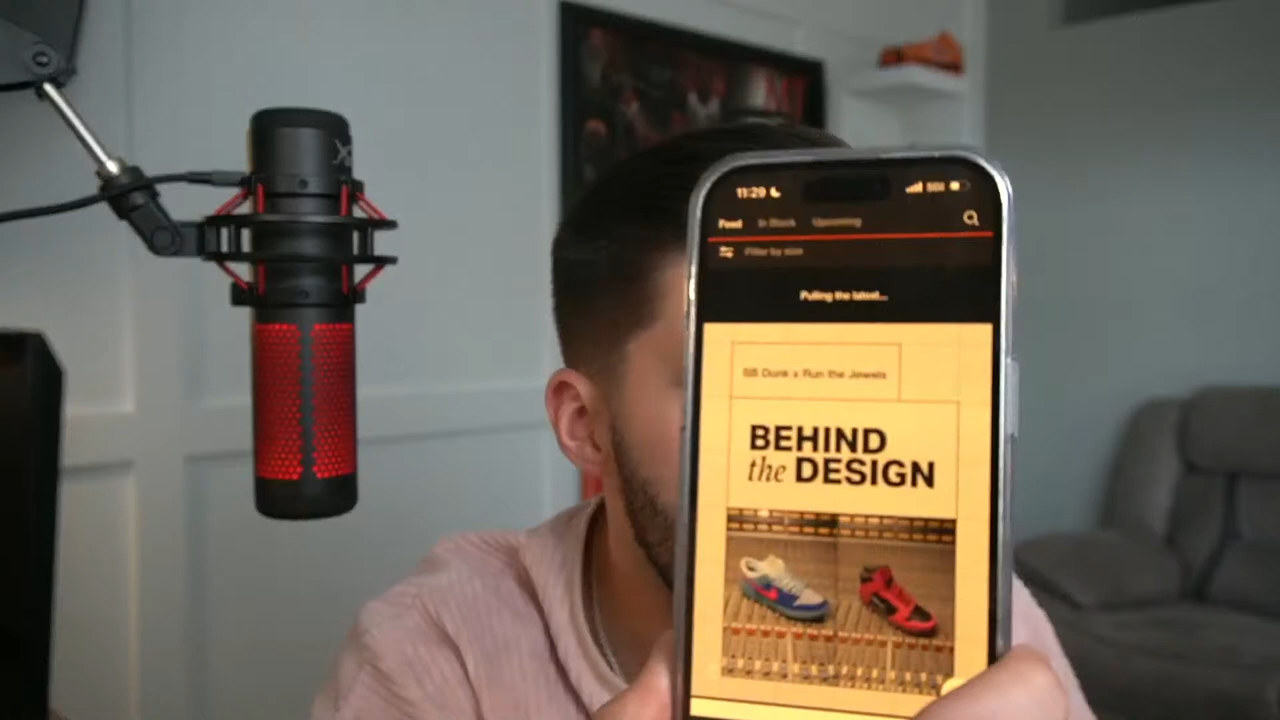 11:29
Feed In Stock Upcoming
Filter by size
Pulling the latest...
SB Dunk x Run the Jewels
BEHIND
the DESIGN